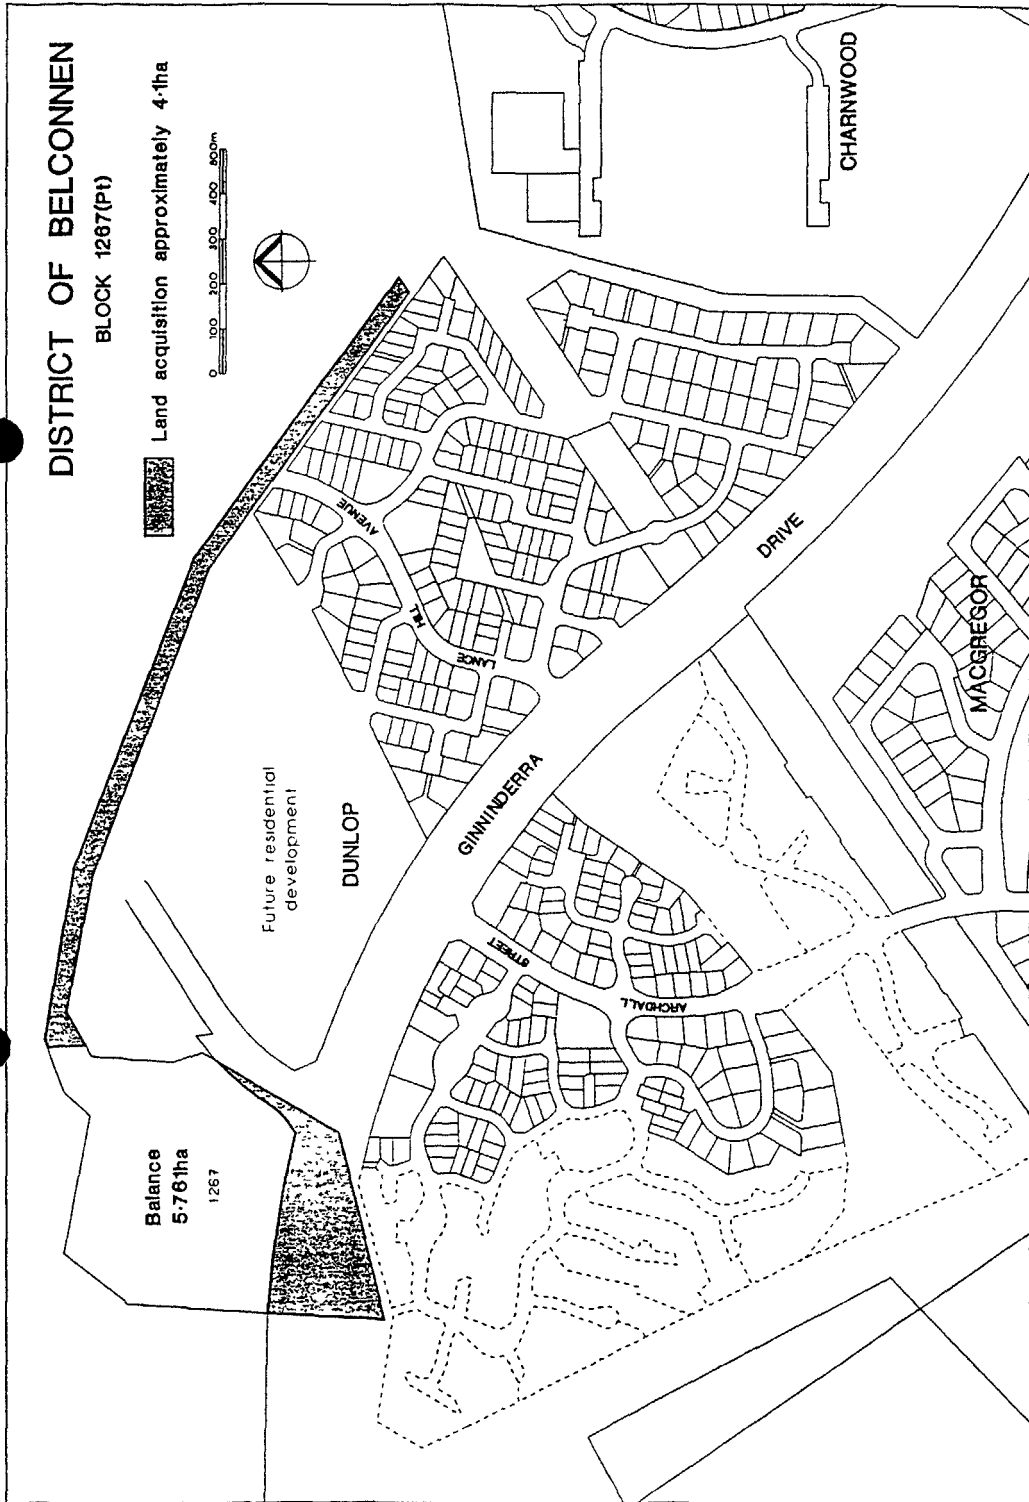 DISTRICT OF BELCONNEN
BLOCK 1267(Pt)
Land acquisition approximately 4·1ha
0 100 200 300 400 500m
CHARNWOOD
AVENUE
HILL
LANCE
DRIVE
GINNINDERRA
MACGREGOR
Future residential
development
DUNLOP
STREET
ARCHDALL
Balance
5·761ha
1267